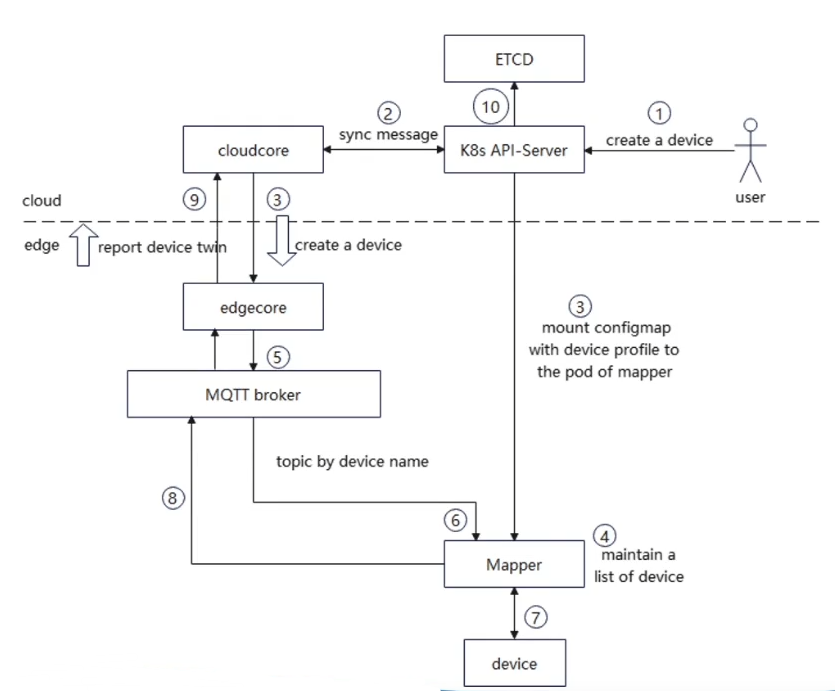 ETCD
②
⑩
①
sync message
create a device
cloudcore
K8s API-Server
user
cloud
⑨
③
edge
report device twin
create a device
edgecore
③
mount configmap
with device profile to
the pod of mapper
⑤
MQTT broker
topic by device name
⑧
⑥
④
Mapper
maintain a
list of device
⑦
device